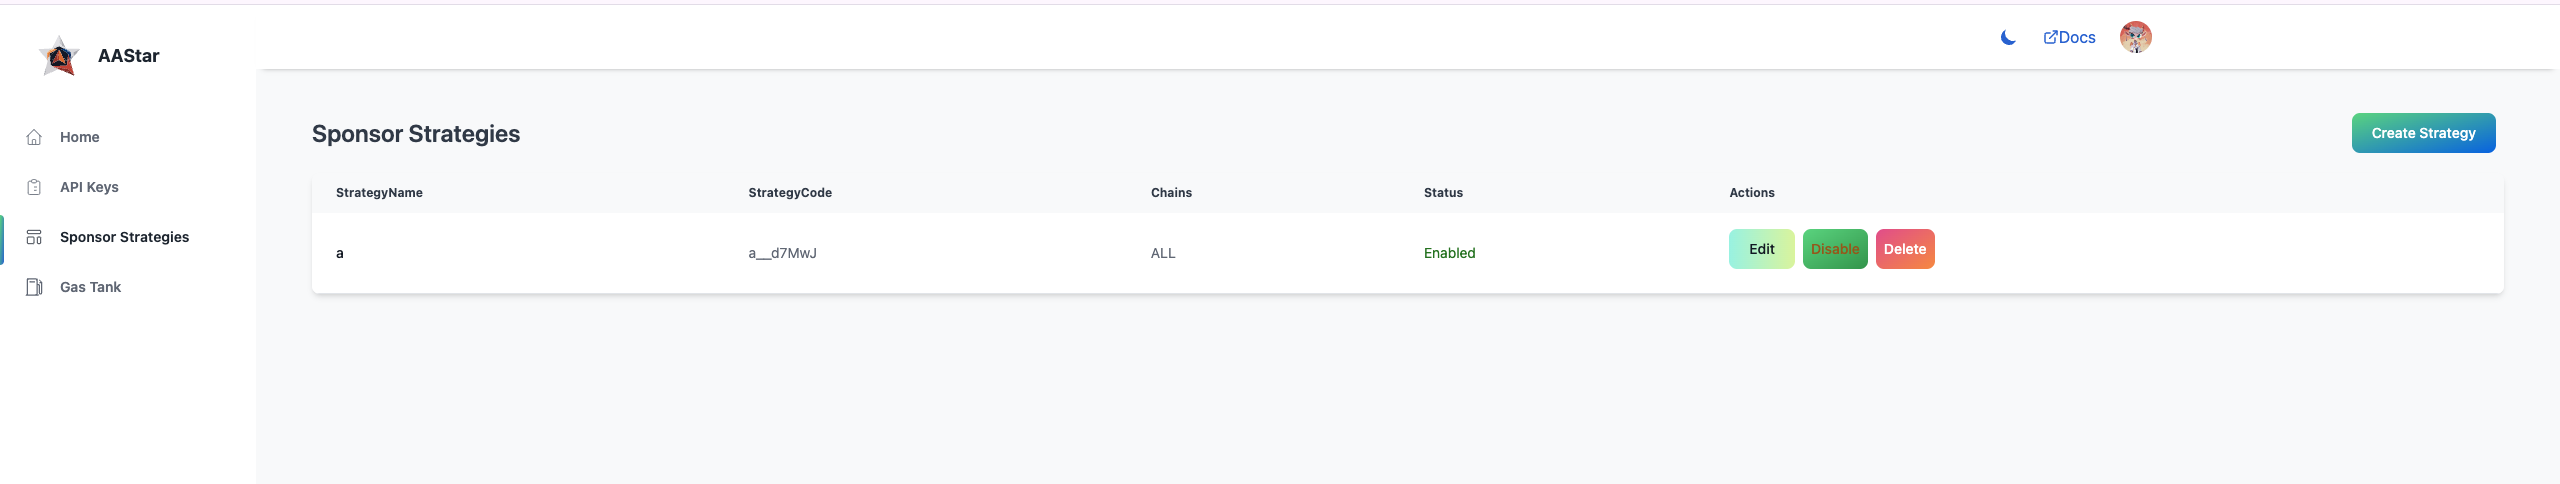 AAStar
Docs
Home
API Keys
Sponsor Strategies
Gas Tank
Sponsor Strategies
Create Strategy
StrategyName StrategyCode Chains Status Actions
a a__d7MwJ ALL Enabled Edit Disable Delete